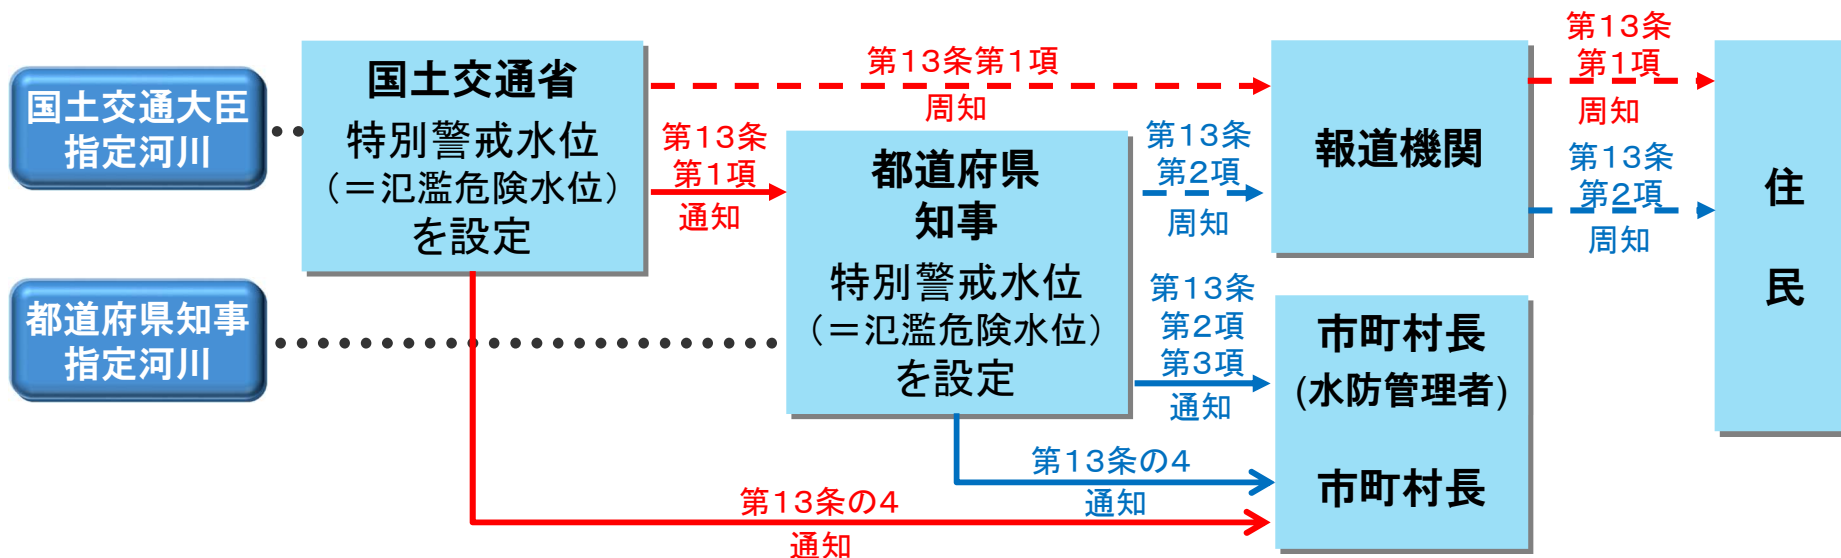 国土交通大臣
指定河川
都道府県知事
指定河川
国土交通省
特別警戒水位
（＝氾濫危険水位）
を設定
第13条第1項
周知
第13条
第1項
通知
都道府県
知事
特別警戒水位
（＝氾濫危険水位）
を設定
第13条
第2項
周知
第13条
第2項
第3項
通知
第13条の4
通知
第13条の4
通知
報道機関
市町村長
(水防管理者)
市町村長
第13条
第1項
周知
第13条
第2項
周知
住
民